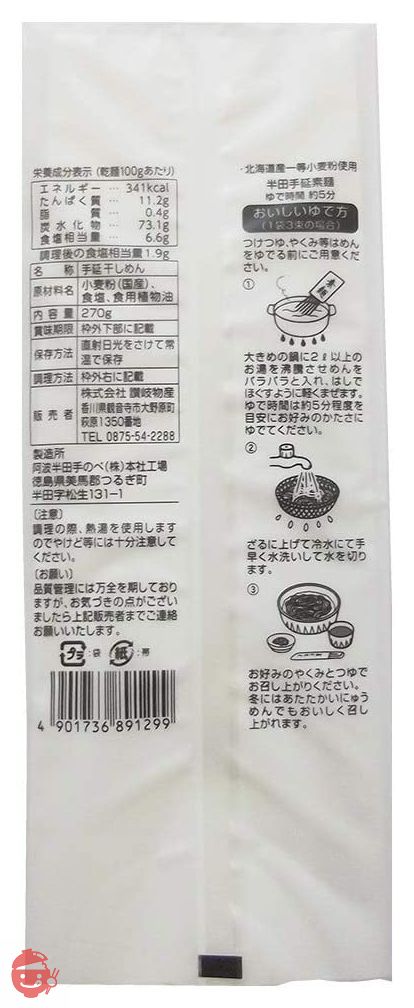 栄養成分表示(乾麺100gあたり)
エネルギー … 341kcal
たんぱく質 … 11.2g
脂質 … 0.4g
炭水化物 … 73.1g
食塩相当量 … 6.6g
調理後の食塩相当量1.9g
名称 手延干しめん
原材料名 小麦粉(国産)、
食塩、食用植物油
内容量 270g
賞味期限 枠外下部に記載
保存方法 直射日光をさけて常
温で保存
調理方法 枠外右に記載
販売者 株式会社 讃岐物産
香川県観音寺市大野原町
萩原1350番地
TEL 0875-54-2288
製造所
阿波半田手のべ(株)本社工場
徳島県美馬郡つるぎ町
半田字松生131-1
〔注意〕
調理の際、熱湯を使用します
のでやけど等には十分注意して
ください。
〔お願い〕
品質管理には万全を期しており
ますが、お気づきの点がござい
ましたら上記販売者までご連絡
お願いいたします。
プラ :袋 紙 :帯
4 901736 891299
・北海道産一等小麦粉使用
半田手延素麺
ゆで時間 約5分
おいしいゆで方
(1袋3束の場合)
つけつゆ、やくみ等はめん
をゆでる前にご用意くださ
い。
①
素麺
大きめの鍋に2ℓ以上の
お湯を沸騰させめんを
パラパラと入れ、はしで
ほぐすように軽くまぜます。
ゆで時間は約5分程度を
目安にお好みのかたさに
ゆでてください。
②
ざるに上げて冷水にて手
早く水洗いして水を切り
ます。
③
お好みのやくみとつゆで
お召し上がりください。
冬にはあたたかいにゅう
めんでもおいしく召し
上がれます。